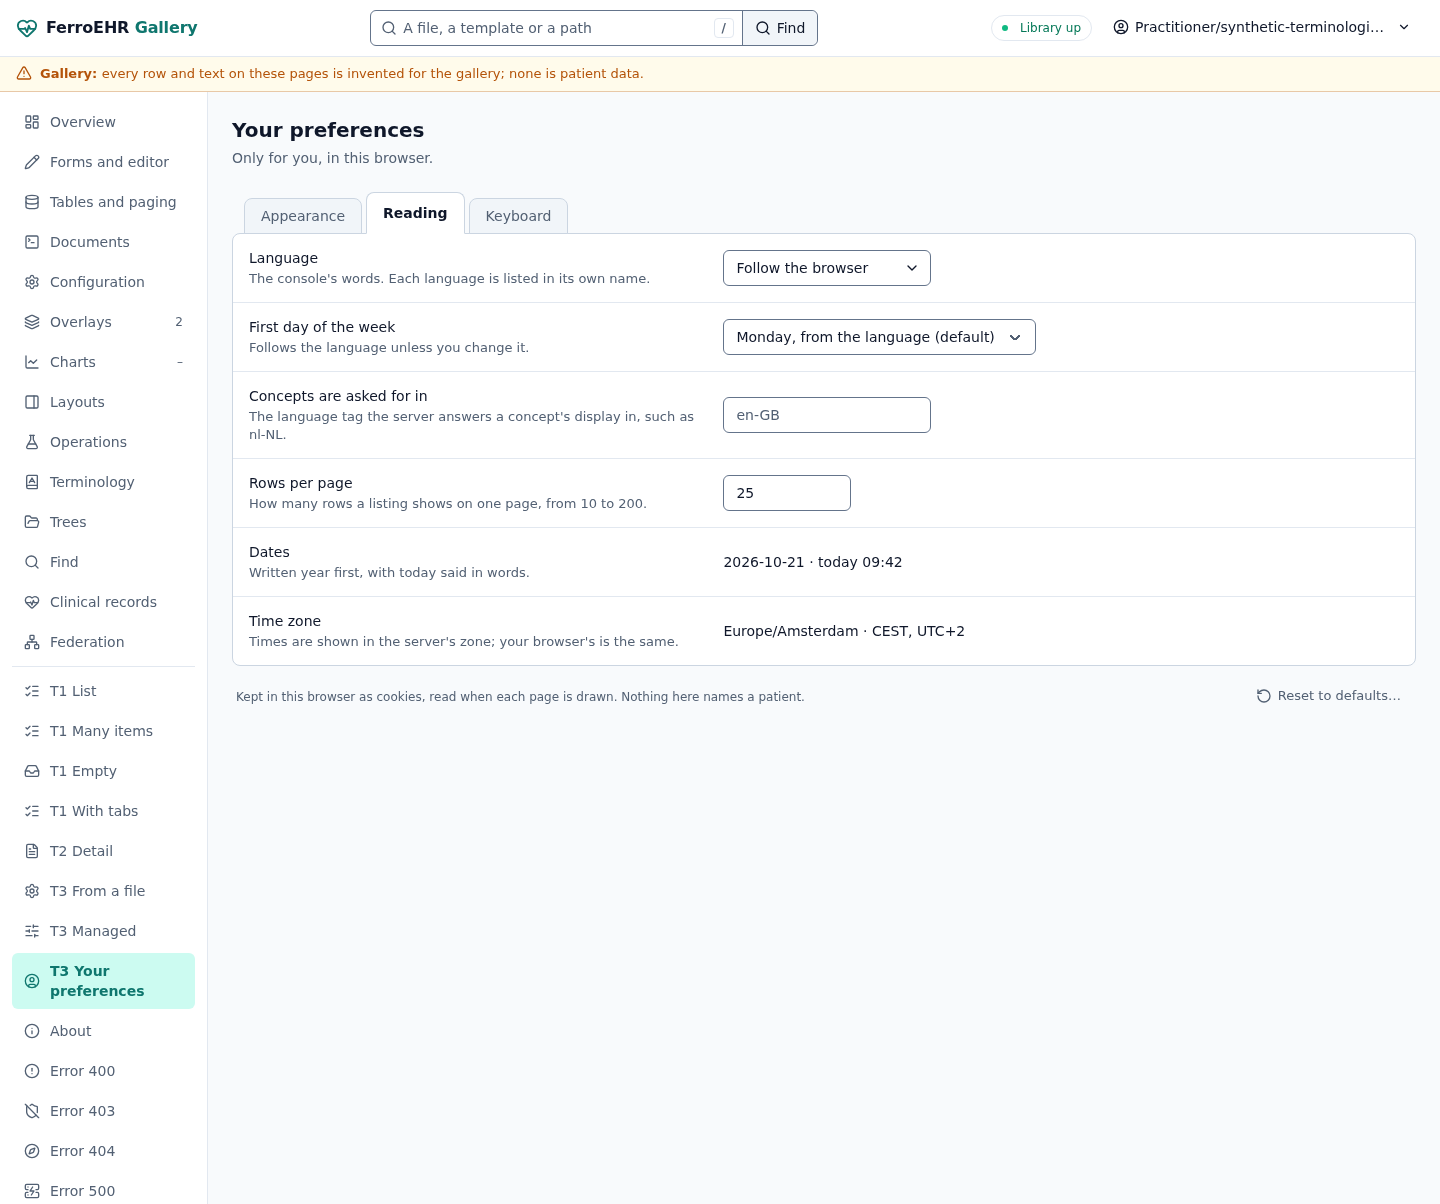 FerroEHR Gallery
A file, a template or a path
/
Find
Library up
Practitioner/synthetic-terminologi…
Gallery: every row and text on these pages is invented for the gallery; none is patient data.
Overview
Forms and editor
Tables and paging
Documents
Configuration
Overlays 2
Charts –
Layouts
Operations
Terminology
Trees
Find
Clinical records
Federation
T1 List
T1 Many items
T1 Empty
T1 With tabs
T2 Detail
T3 From a file
T3 Managed
T3 Your
preferences
About
Error 400
Error 403
Error 404
Error 500
Your preferences
Only for you, in this browser.
Appearance
Reading
Keyboard
Language
The console's words. Each language is listed in its own name.
Follow the browser
First day of the week
Follows the language unless you change it.
Monday, from the language (default)
Concepts are asked for in
The language tag the server answers a concept's display in, such as
nl-NL.
en-GB
Rows per page
How many rows a listing shows on one page, from 10 to 200.
25
Dates
Written year first, with today said in words.
2026-10-21 · today 09:42
Time zone
Times are shown in the server's zone; your browser's is the same.
Europe/Amsterdam · CEST, UTC+2
Kept in this browser as cookies, read when each page is drawn. Nothing here names a patient.
Reset to defaults…